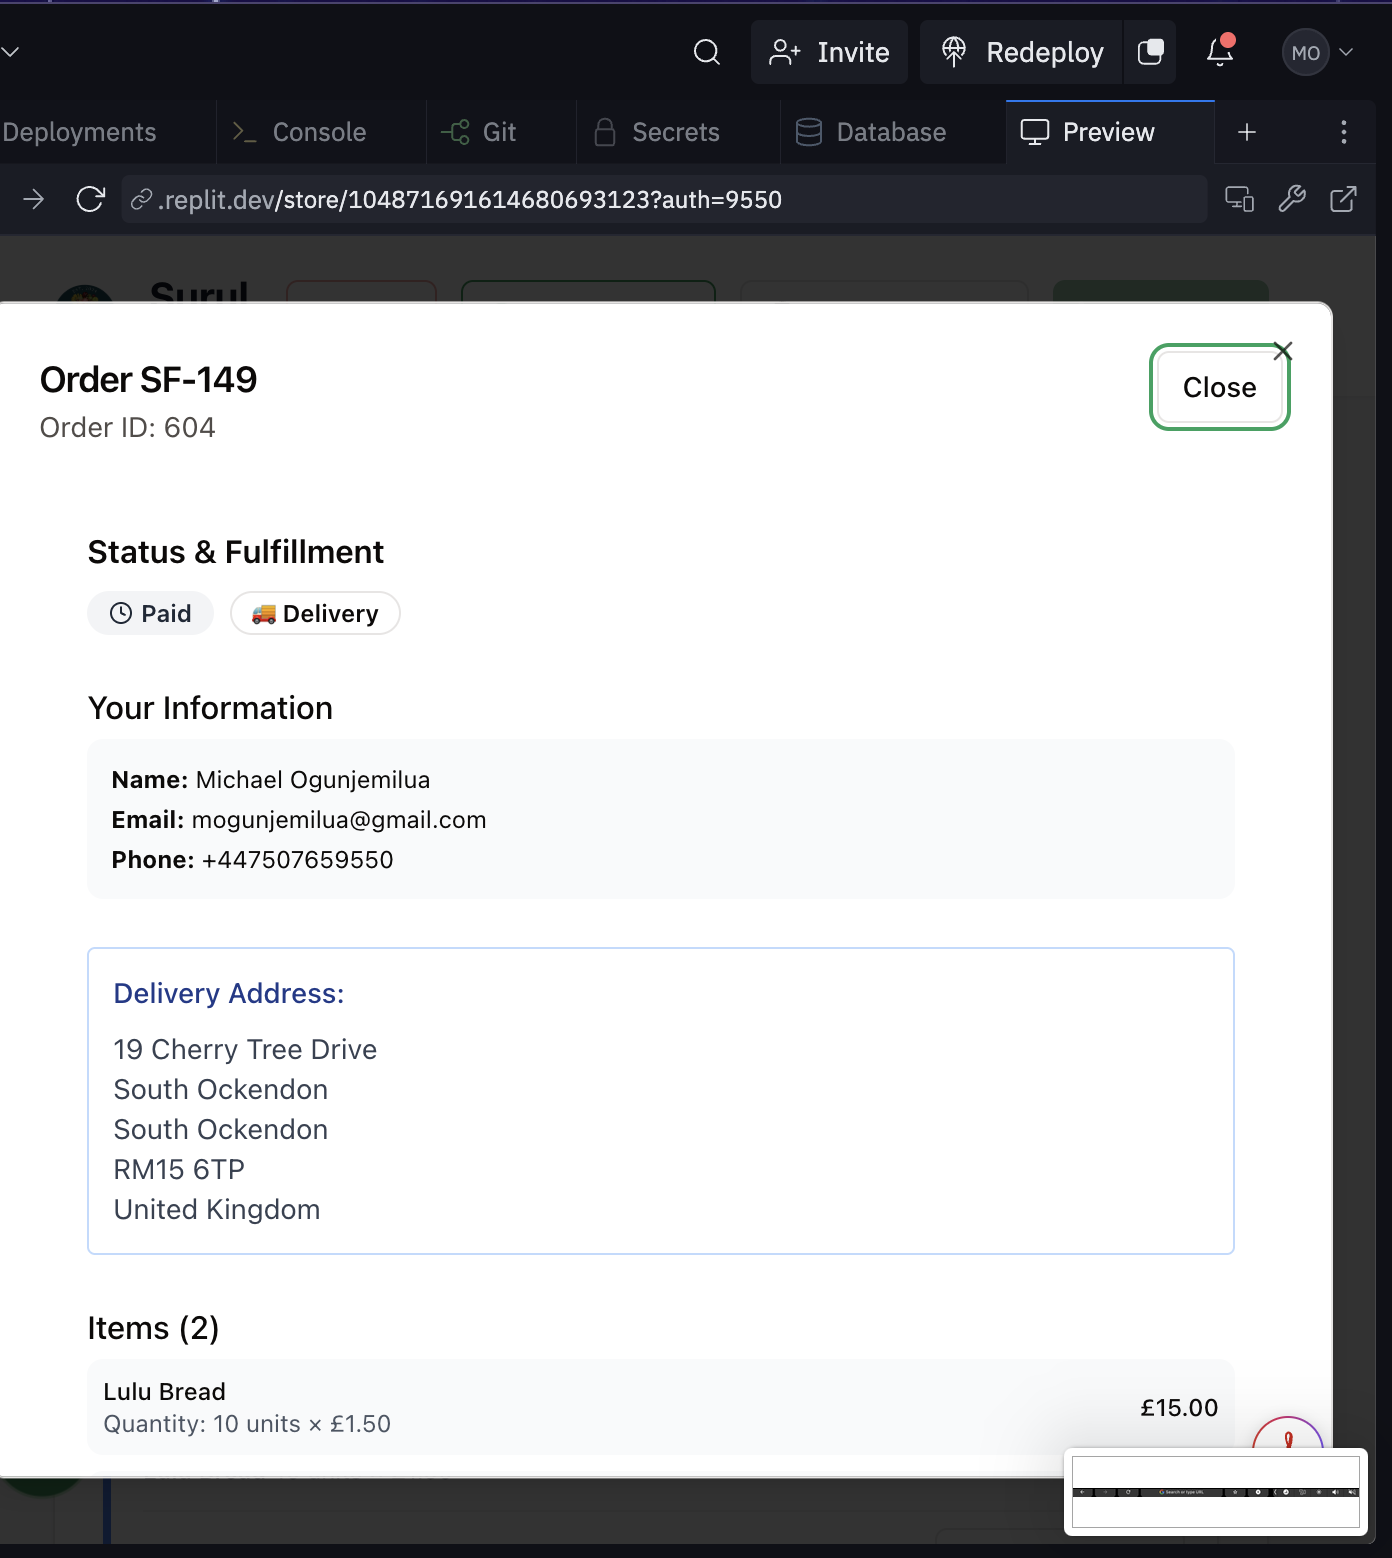 Invite
Redeploy
MO
Deployments
Console
Git
Secrets
Database
Preview
.replit.dev/store/104871691614680693123?auth=9550
Order SF-149
Close
Order ID: 604
Status & Fulfillment
Paid
Delivery
Your Information
Name: Michael Ogunjemilua
Email: mogunjemilua@gmail.com
Phone: +447507659550
Delivery Address:
19 Cherry Tree Drive
South Ockendon
South Ockendon
RM15 6TP
United Kingdom
Items (2)
Lulu Bread
£15.00
Quantity: 10 units × £1.50